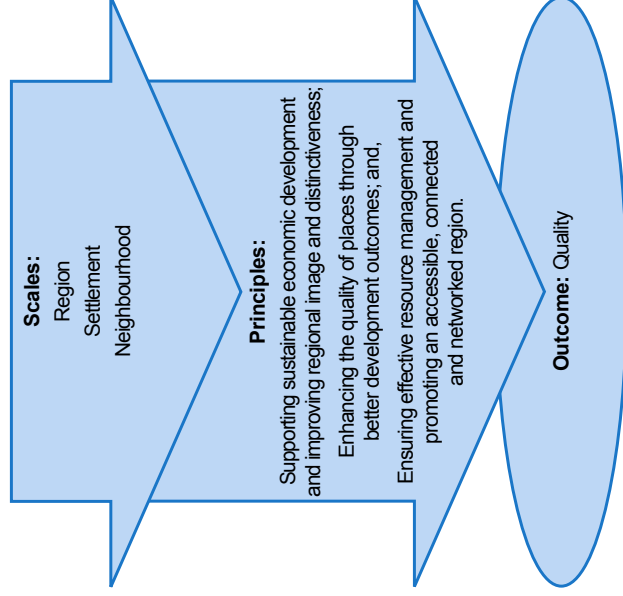 Scales:
Region
Settlement
Neighbourhood
Principles:
Supporting sustainable economic development
and improving regional image and distinctiveness;
Enhancing the quality of places through
better development outcomes; and,
Ensuring effective resource management and
promoting an accessible, connected
and networked region.
Outcome: Quality